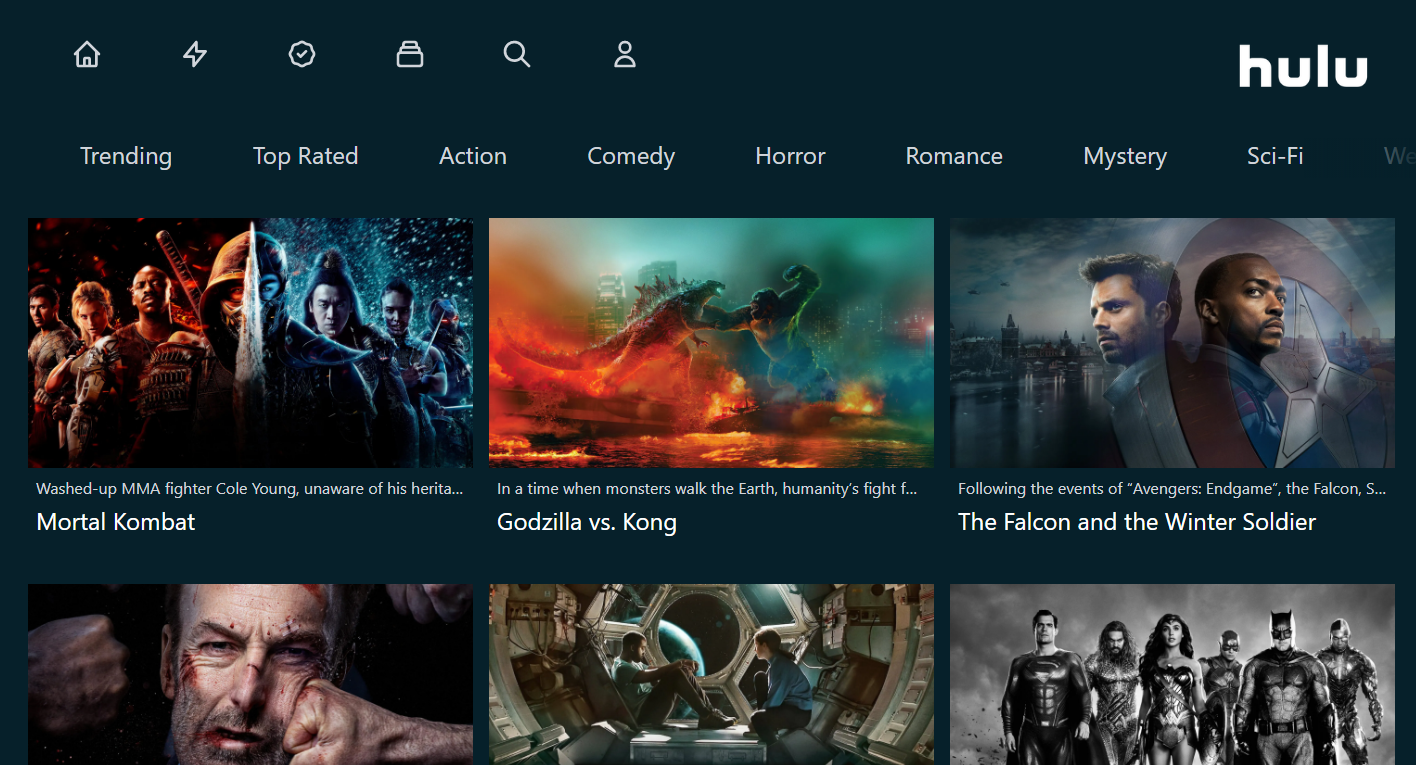 hulu
Trending Top Rated Action Comedy Horror Romance Mystery Sci-Fi We
Washed-up MMA fighter Cole Young, unaware of his herita...
Mortal Kombat
In a time when monsters walk the Earth, humanity’s fight f...
Godzilla vs. Kong
Following the events of “Avengers: Endgame”, the Falcon, S...
The Falcon and the Winter Soldier